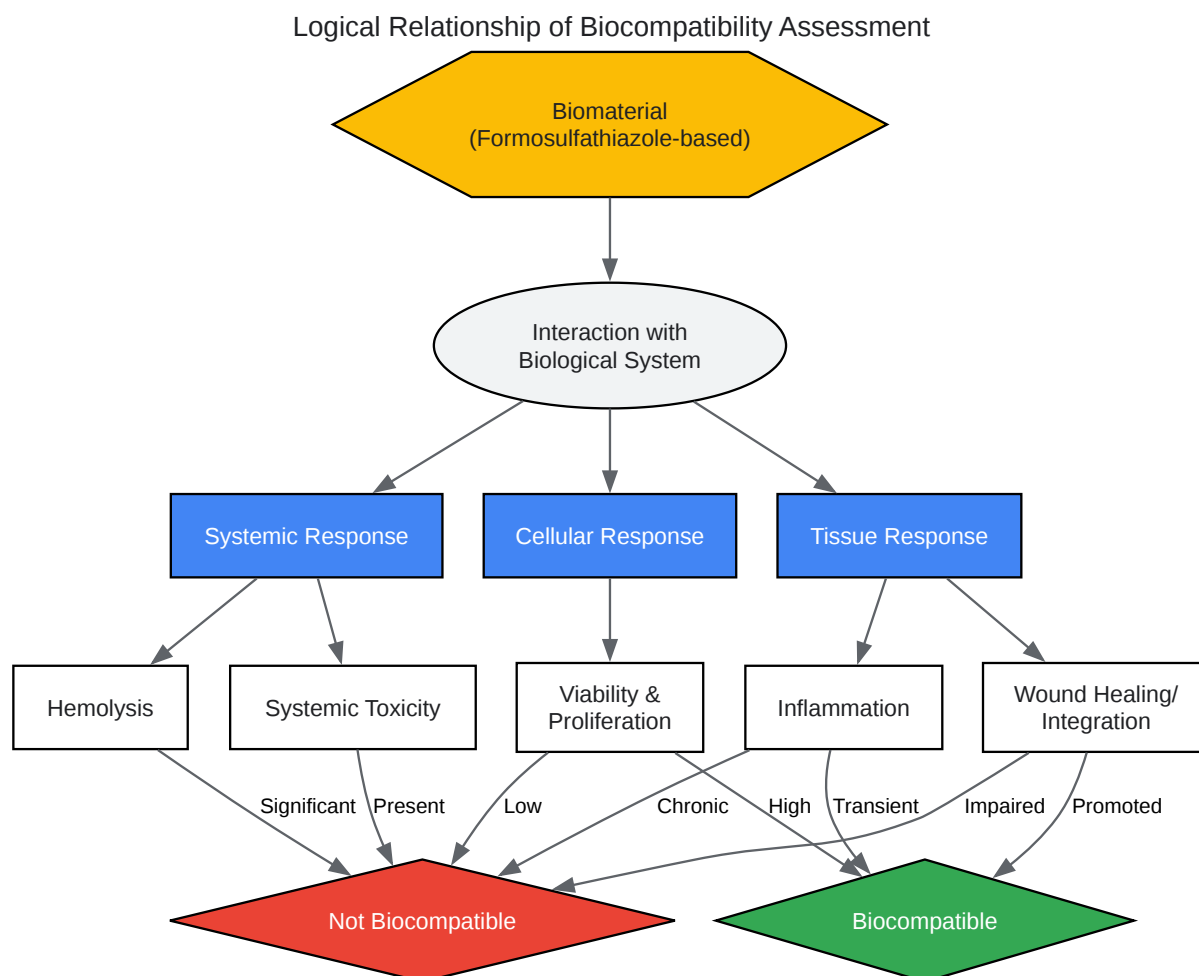 Logical Relationship of Biocompatibility Assessment
Biomaterial
(Formosulfathiazole-based)
Interaction with
Biological System
Systemic Response
Cellular Response
Tissue Response
Hemolysis
Systemic Toxicity
Viability &
Proliferation
Inflammation
Wound Healing/
Integration
Significant
Present
Low
Chronic
High
Transient
Impaired
Promoted
Not Biocompatible
Biocompatible